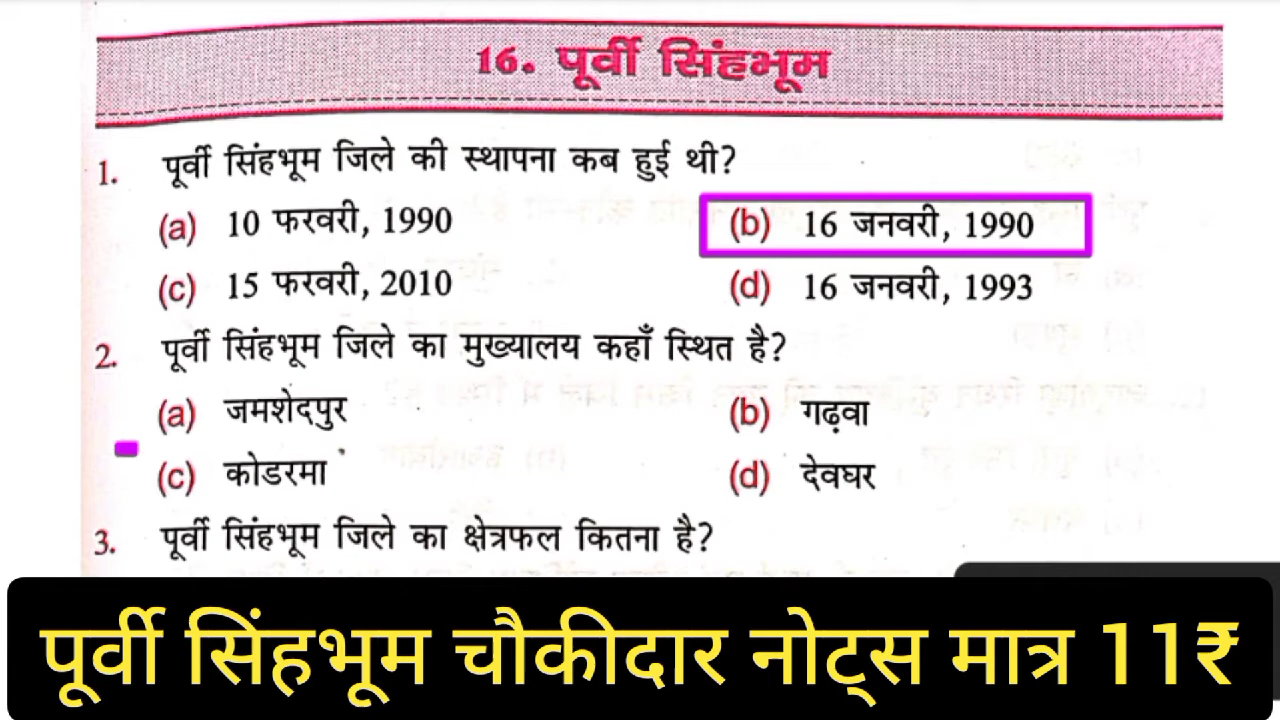 16. पूर्वी सिंहभूम
1. पूर्वी सिंहभूम जिले की स्थापना कब हुई थी?
(a) 10 फरवरी, 1990 (b) 16 जनवरी, 1990
(c) 15 फरवरी, 2010 (d) 16 जनवरी, 1993
2. पूर्वी सिंहभूम जिले का मुख्यालय कहाँ स्थित है?
(a) जमशेदपुर (b) गढ़वा
(c) कोडरमा (d) देवघर
3. पूर्वी सिंहभूम जिले का क्षेत्रफल कितना है?
पूर्वी सिंहभूम चौकीदार नोट्स मात्र 11₹